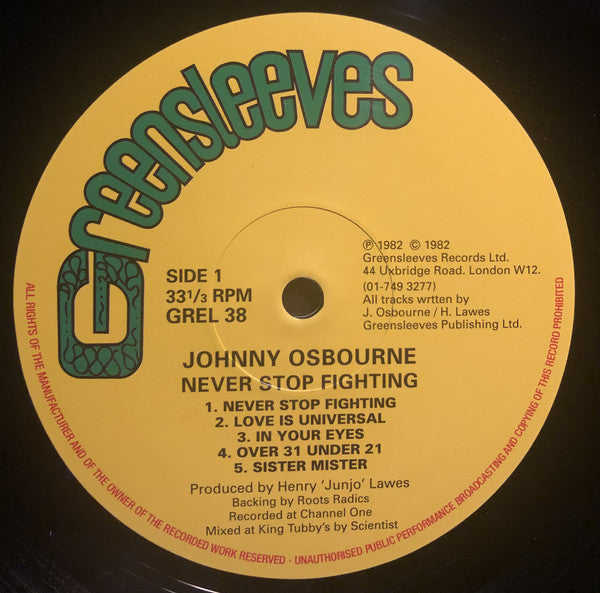 Greensleeves
SIDE 1
33 1/3 RPM
GREL 38
℗ 1982 © 1982
Greensleeves Records Ltd.
44 Uxbridge Road. London W12.
(01-749 3277)
All tracks wrtten by
J. Osbourne / H. Lawes
Greensleeves Publishing Ltd.
JOHNNY OSBOURNE
NEVER STOP FIGHTING
1. NEVER STOP FIGHTING
2. LOVE IS UNIVERSAL
3. IN YOUR EYES
4. OVER 31 UNDER 21
5. SISTER MISTER
Produced by Henry 'Junjo' Lawes
Backing by Roots Radics
Recorded at Channel One
Mixed at King Tubby's by Scientist
ALL RIGHTS OF THE MANUFACTURER AND OF THE OWNER OF THE RECORDED WORK RESERVED · UNAUTHORISED PUBLIC PERFORMANCE BROADCASTING AND COPYING OF THIS RECORD PROHIBITED